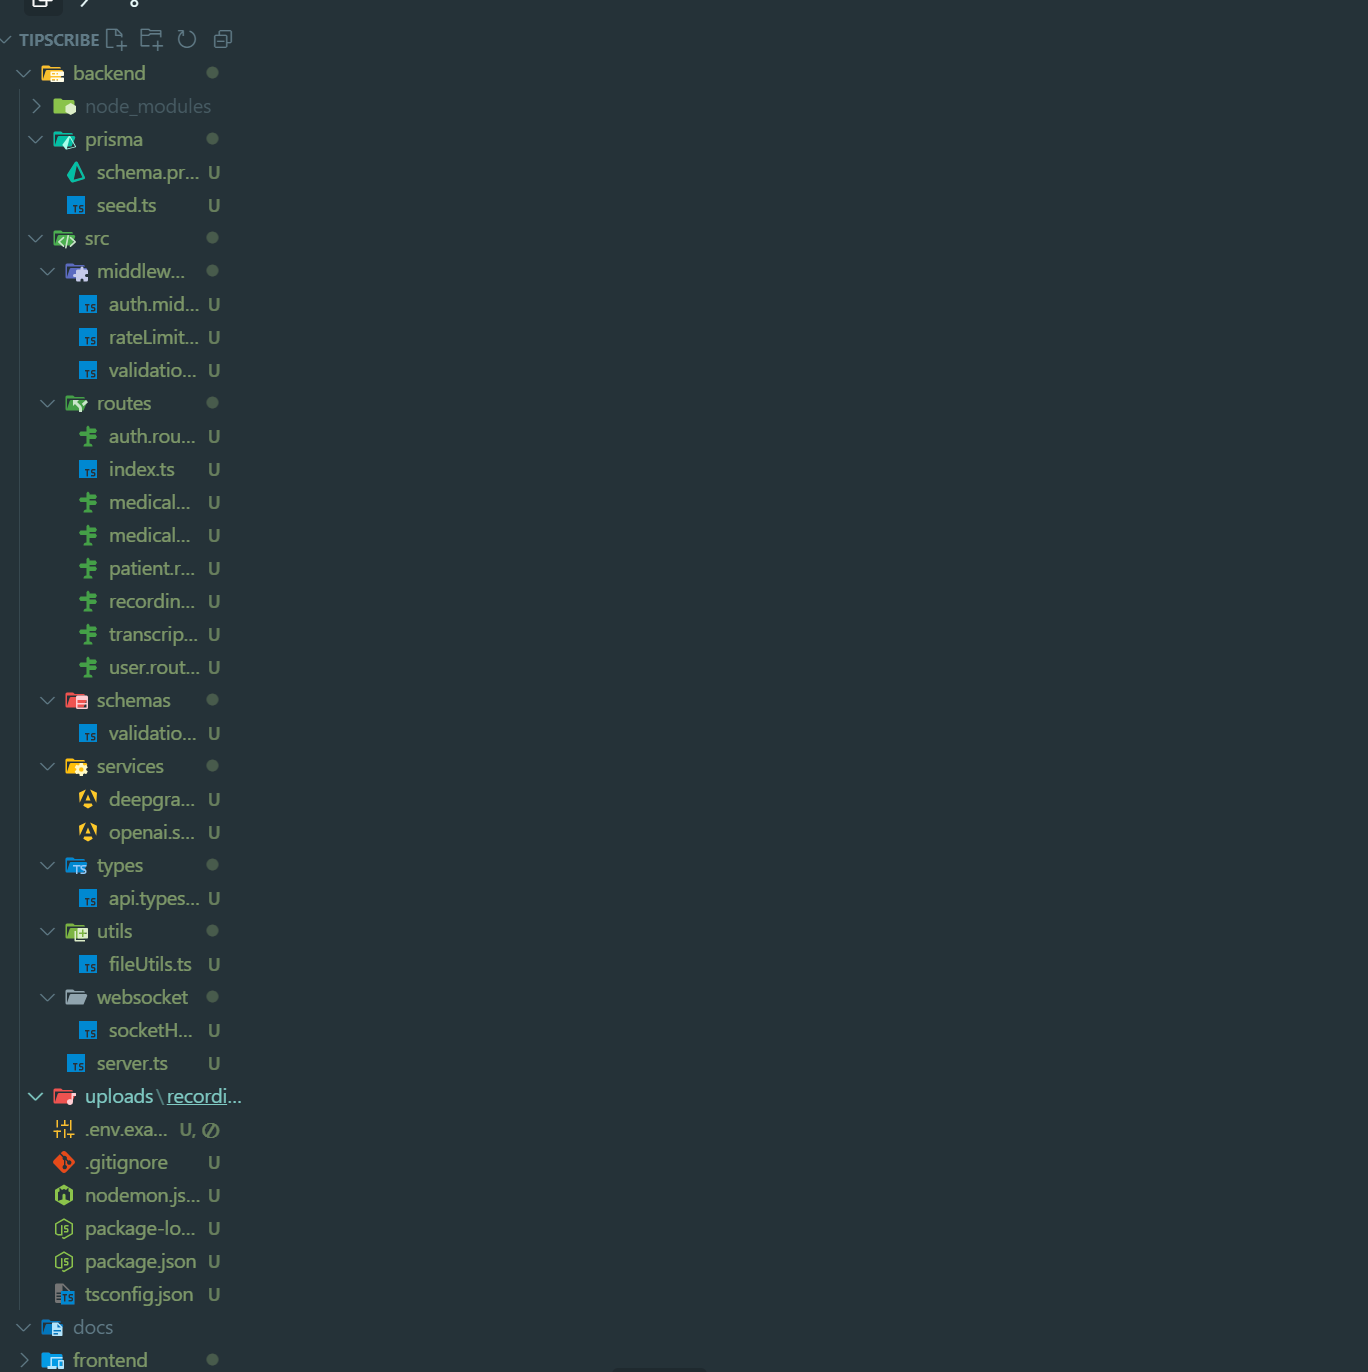 TIPSCRIBE
backend
node_modules
prisma
schema.pr... U
seed.ts U
src
middlew...
auth.mid... U
rateLimit... U
validatio... U
routes
auth.rou... U
index.ts U
medical... U
medical... U
patient.r... U
recordin... U
transcrip... U
user.rout... U
schemas
validatio... U
services
deepgra... U
openai.s... U
types
api.types... U
utils
fileUtils.ts U
websocket
socketH... U
server.ts U
uploads\recordi...
.env.exa... U,
.gitignore U
nodemon.js... U
package-lo... U
package.json U
tsconfig.json U
docs
frontend